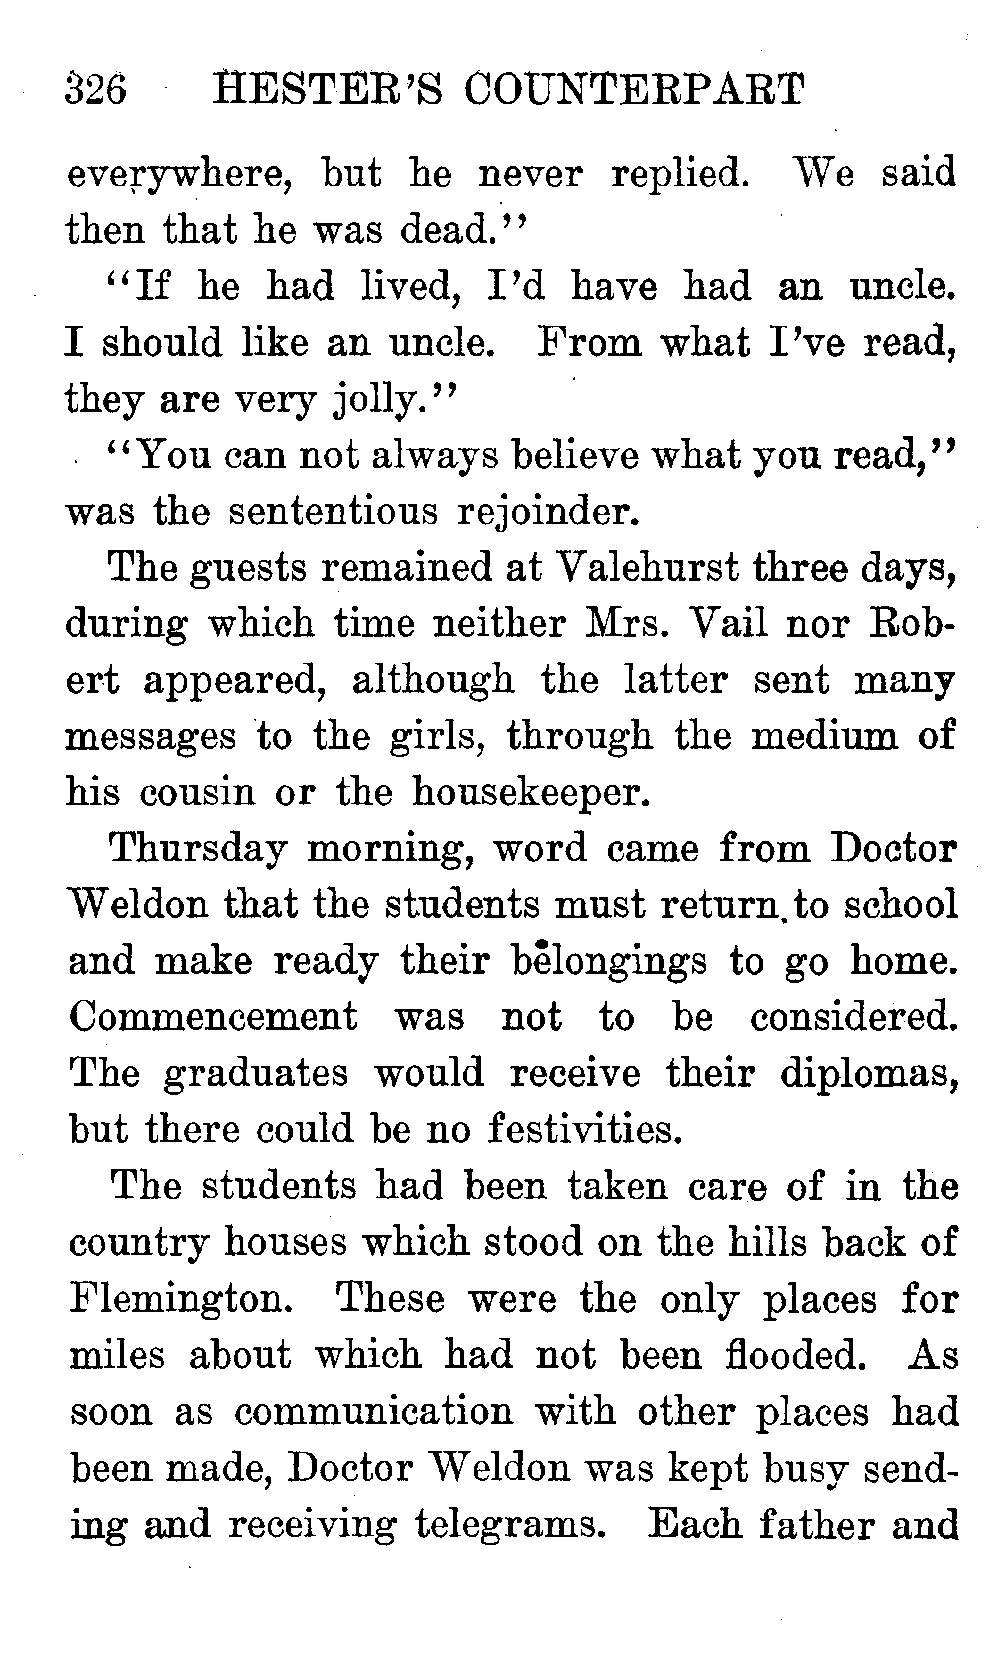 326 HESTER'S COUNTERPART
everywhere, but he never replied. We said
then that he was dead.''
''If he had lived, I'd have had an uncle.
I should like an uncle. From what I've read,
they are very jolly.''
''You can not always believe what you read,''
was the sententious rejoinder.
The guests remained at Valehurst three days,
during which time neither Mrs. Vail nor Rob-
ert appeared, although the latter sent many
messages to the girls, through the medium of
his cousin or the housekeeper.
Thursday morning, word came from Doctor
Weldon that the students must return to school
and make ready their belongings to go home.
Commencement was not to be considered.
The graduates would receive their diplomas,
but there could be no festivities.
The students had been taken care of in the
country houses which stood on the hills back of
Flemington. These were the only places for
miles about which had not been flooded. As
soon as communication with other places had
been made, Doctor Weldon was kept busy send-
ing and receiving telegrams. Each father and